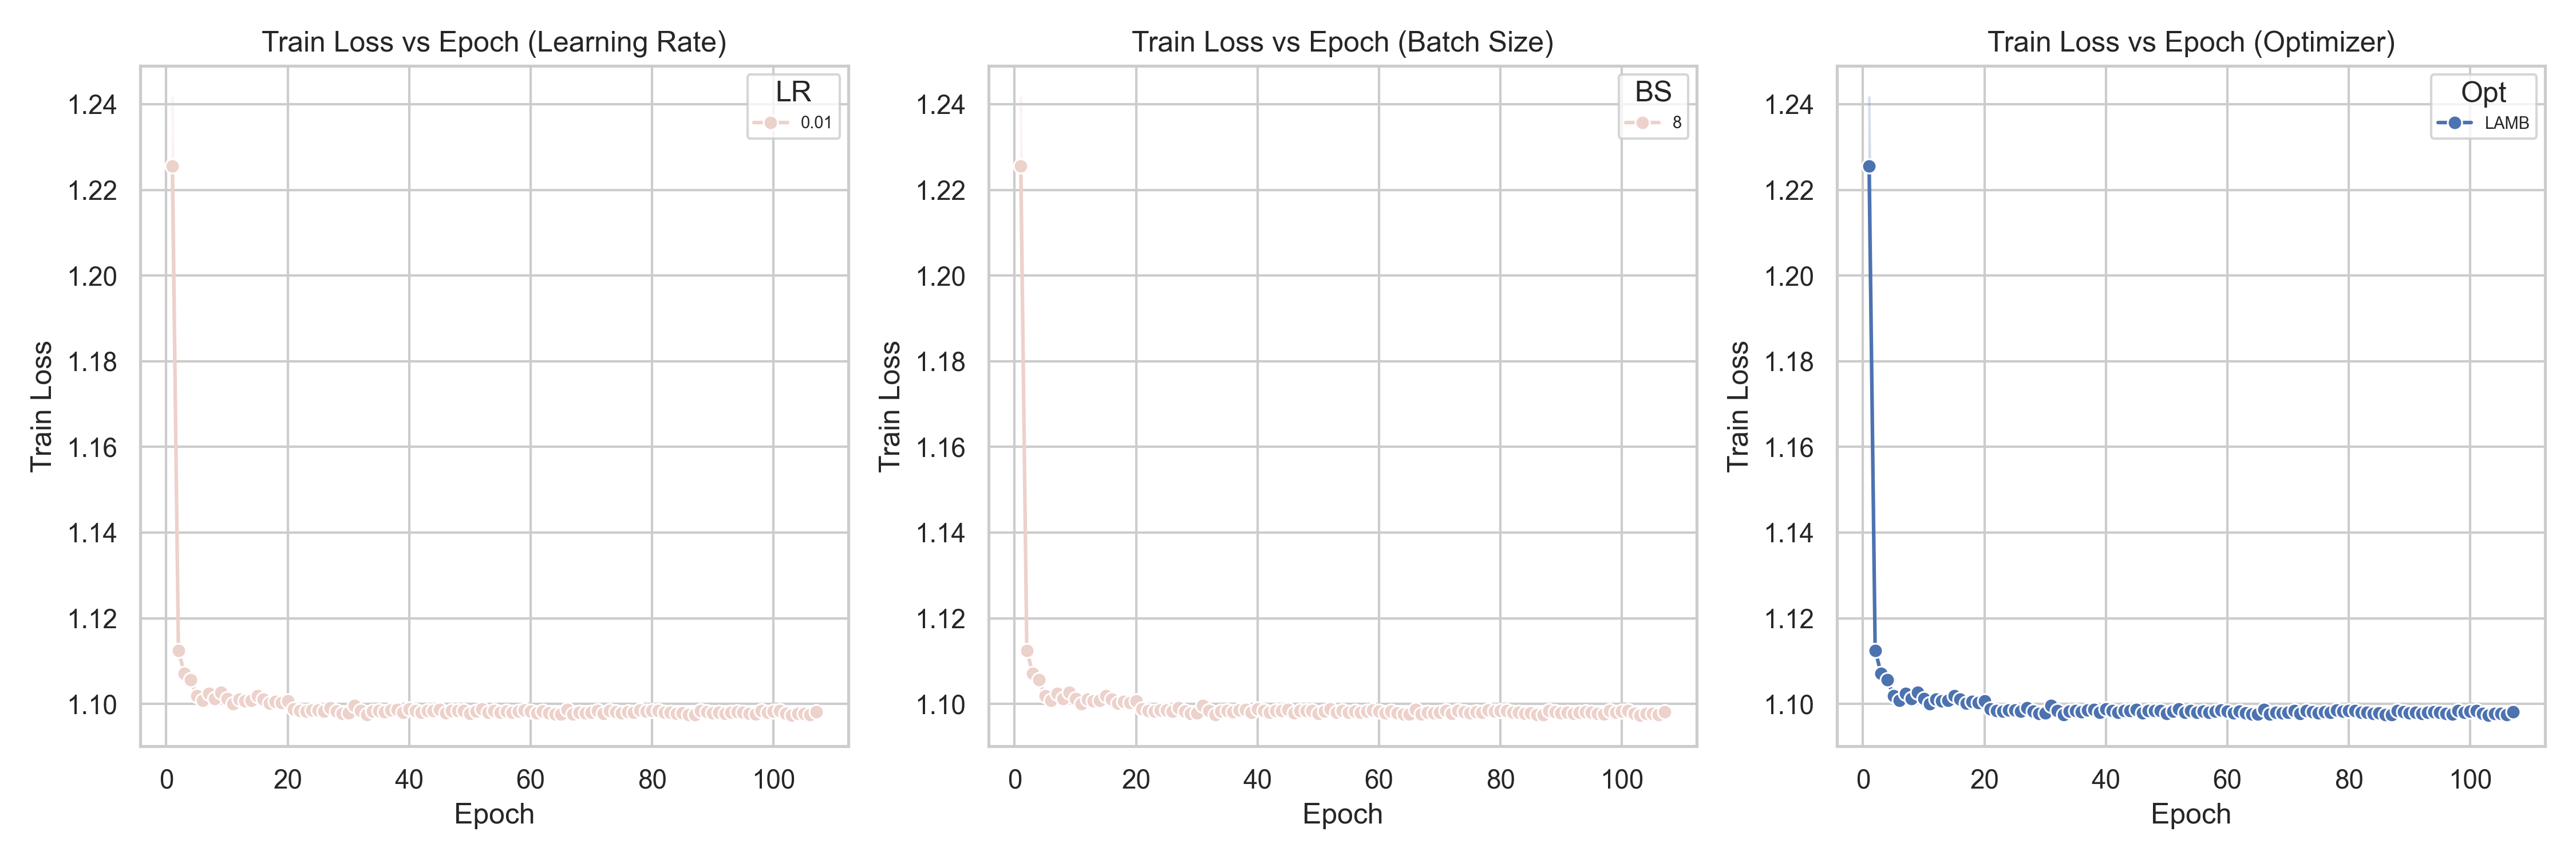 Train Loss vs Epoch (Learning Rate)
LR
0.01
1.24
1.22
1.20
1.18
1.16
1.14
1.12
1.10
Train Loss
0 20 40 60 80 100
Epoch
Train Loss vs Epoch (Batch Size)
BS
8
1.24
1.22
1.20
1.18
1.16
1.14
1.12
1.10
Train Loss
0 20 40 60 80 100
Epoch
Train Loss vs Epoch (Optimizer)
Opt
LAMB
1.24
1.22
1.20
1.18
1.16
1.14
1.12
1.10
Train Loss
0 20 40 60 80 100
Epoch